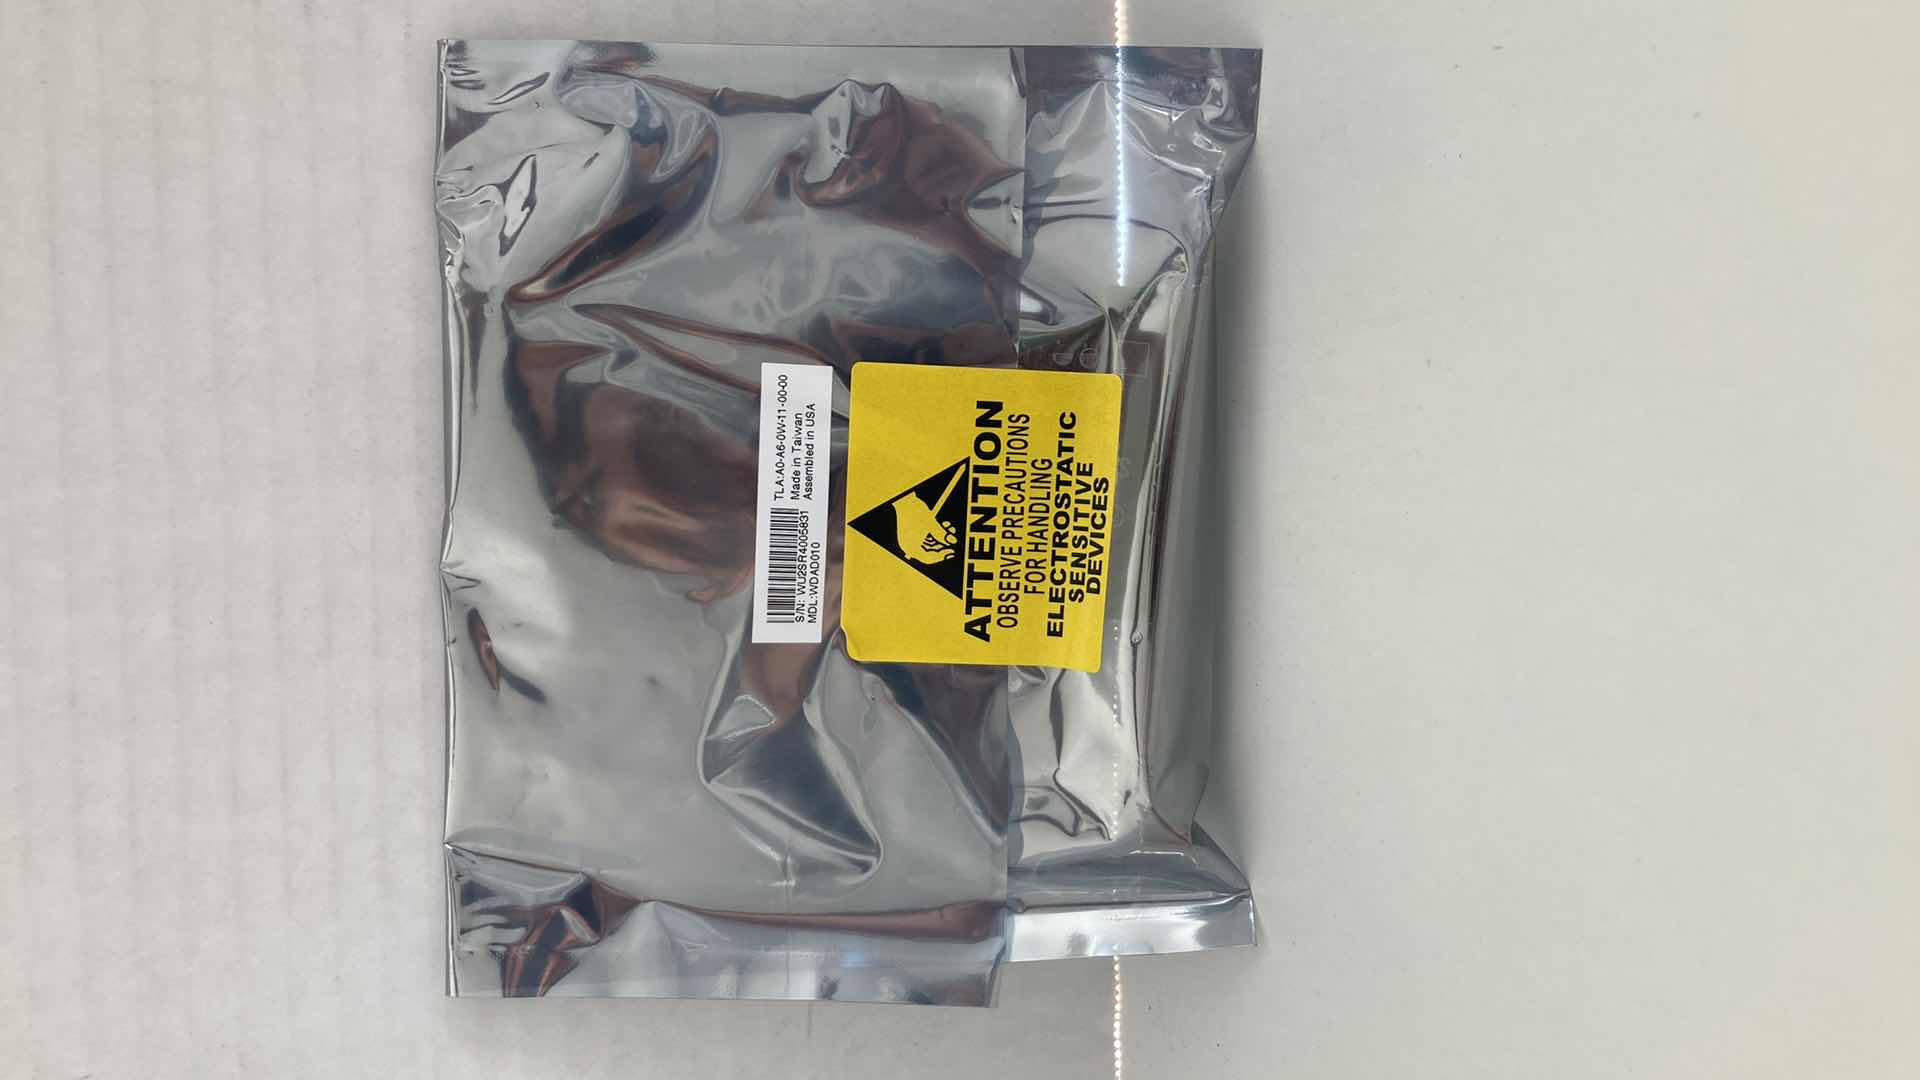 TLA:A0-A6-0W-11-00-00
Made in Taiwan
S/N: WU2SR4005831 Assembled in USA
MDL:WDAD010
ATTENTION
OBSERVE PRECAUTIONS
FOR HANDLING
ELECTROSTATIC
SENSITIVE
DEVICES